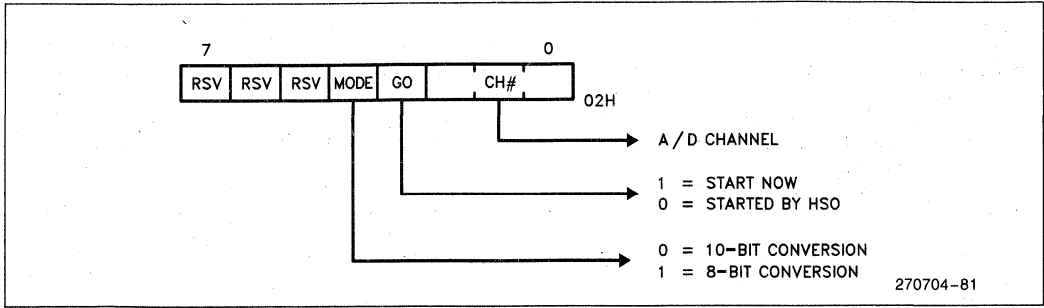 7 0
RSV RSV RSV MODE GO CH#
02H
A/D CHANNEL
1 = START NOW
0 = STARTED BY HSO
0 = 10-BIT CONVERSION
1 = 8-BIT CONVERSION
270704-81